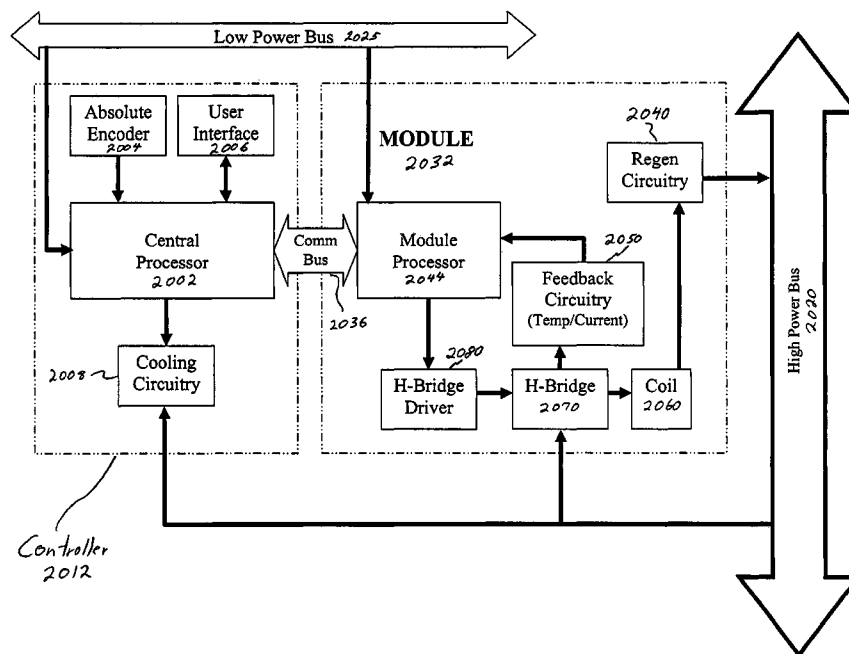 Low Power Bus 2025
Absolute
Encoder
2004
User
Interface
2006
MODULE
2032
2040
Regen
Circuitry
Central
Processor
2002
Comm
Bus
2036
Module
Processor
2044
2050
Feedback
Circuitry
(Temp/Current)
High Power Bus 2020
2008
Cooling
Circuitry
2080
H-Bridge
Driver
H-Bridge
2070
Coil
2060
Controller
2012